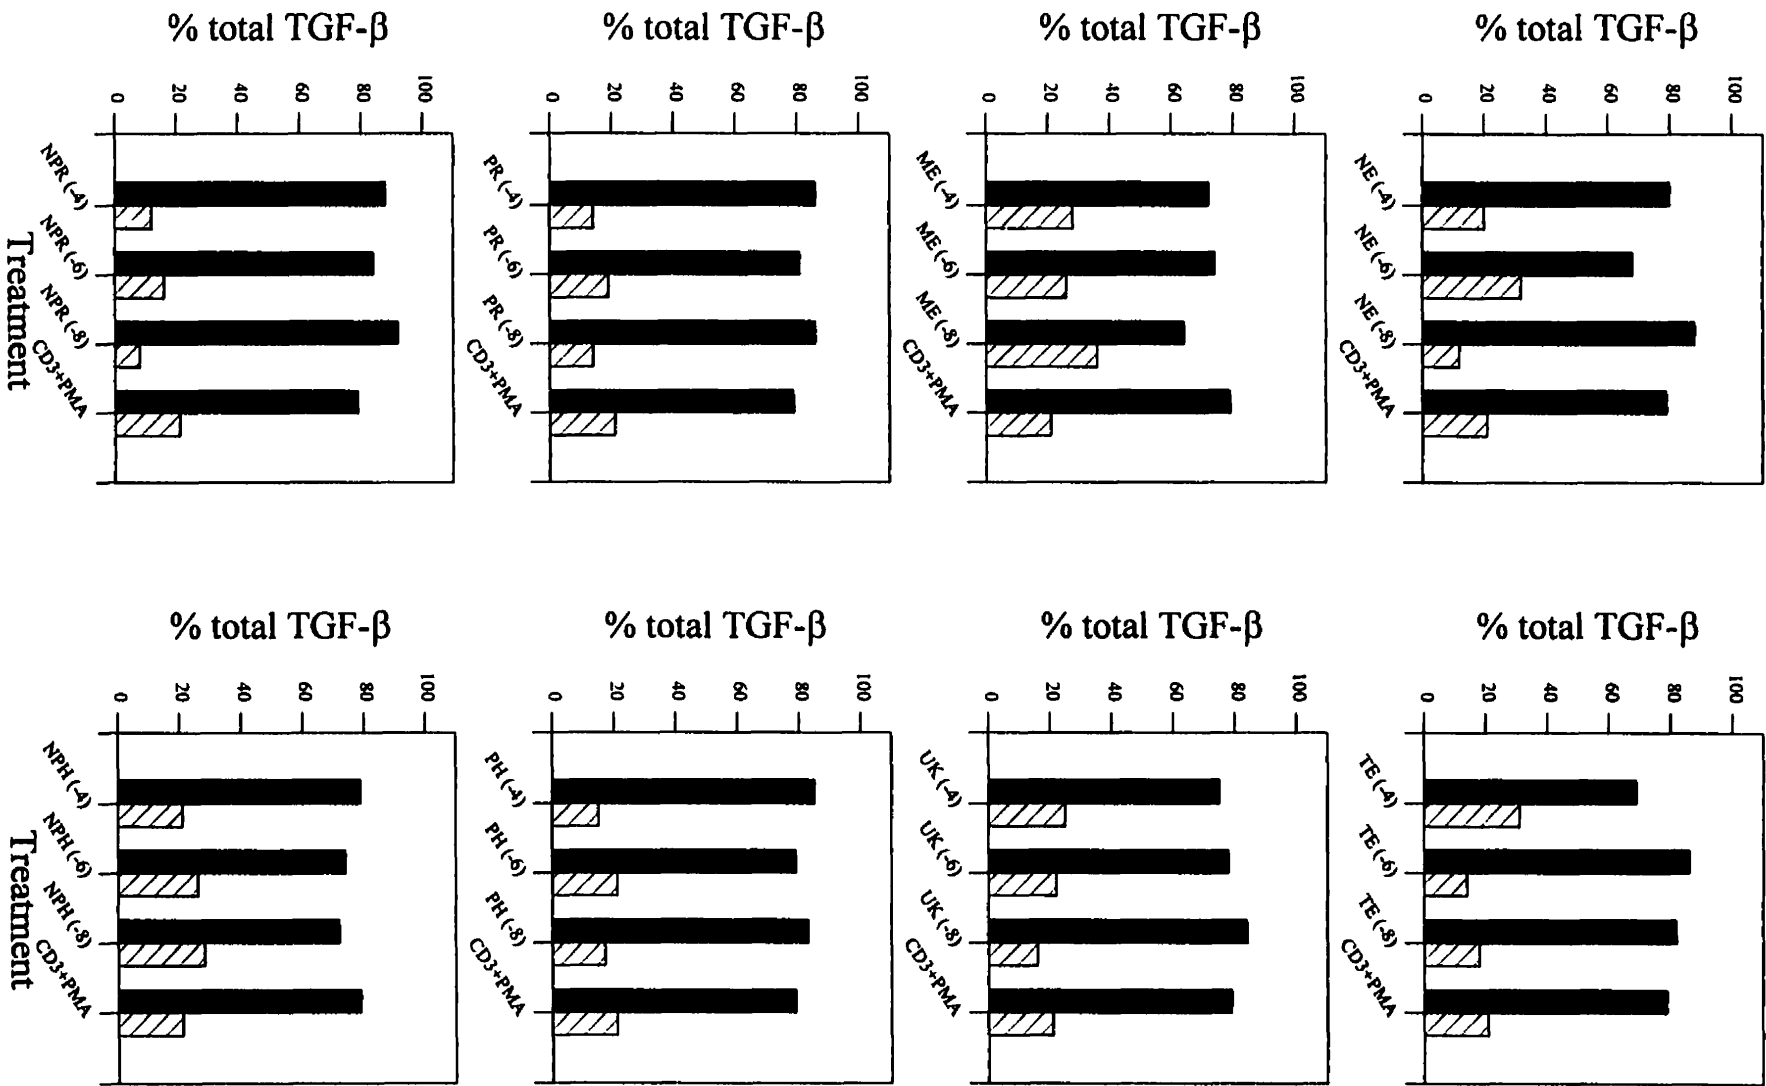 % total TGF-β
% total TGF-β
% total TGF-β
% total TGF-β
0 20 40 60 80 100
0 20 40 60 80 100
0 20 40 60 80 100
0 20 40 60 80 100
NPR (-4)
NPR (-6)
NPR (-8)
CD3+PMA
Treatment
PR (-4)
PR (-6)
PR (-8)
CD3+PMA
ME (-4)
ME (-6)
ME (-8)
CD3+PMA
NE (-4)
NE (-6)
NE (-8)
CD3+PMA
% total TGF-β
% total TGF-β
% total TGF-β
% total TGF-β
0 20 40 60 80 100
0 20 40 60 80 100
0 20 40 60 80 100
0 20 40 60 80 100
NPH (-4)
NPH (-6)
NPH (-8)
CD3+PMA
Treatment
PH (-4)
PH (-6)
PH (-8)
CD3+PMA
UK (-4)
UK (-6)
UK (-8)
CD3+PMA
TE (-4)
TE (-6)
TE (-8)
CD3+PMA